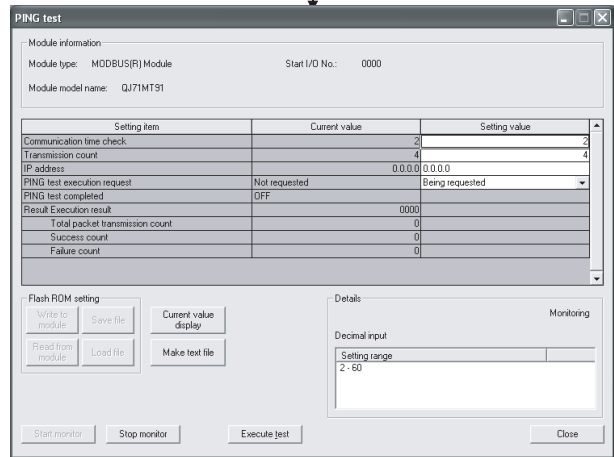 PING test
Module information
Module type: MODBUS(R) Module Start I/O No.: 0000
Module model name: QJ71MT91
Setting item Current value Setting value
Communication time check 2 2
Transmission count 4 4
IP address 0.0.0.0 0.0.0.0
PING test execution request Not requested Being requested
PING test completed OFF
Result Execution result 0000
Total packet transmission count 0
Success count 0
Failure count 0
Flash ROM setting
Write to module Save file Current value display
Read from module Load file Make text file
Details
Monitoring
Decimal input
Setting range
2 - 60
Start monitor Stop monitor Execute test Close